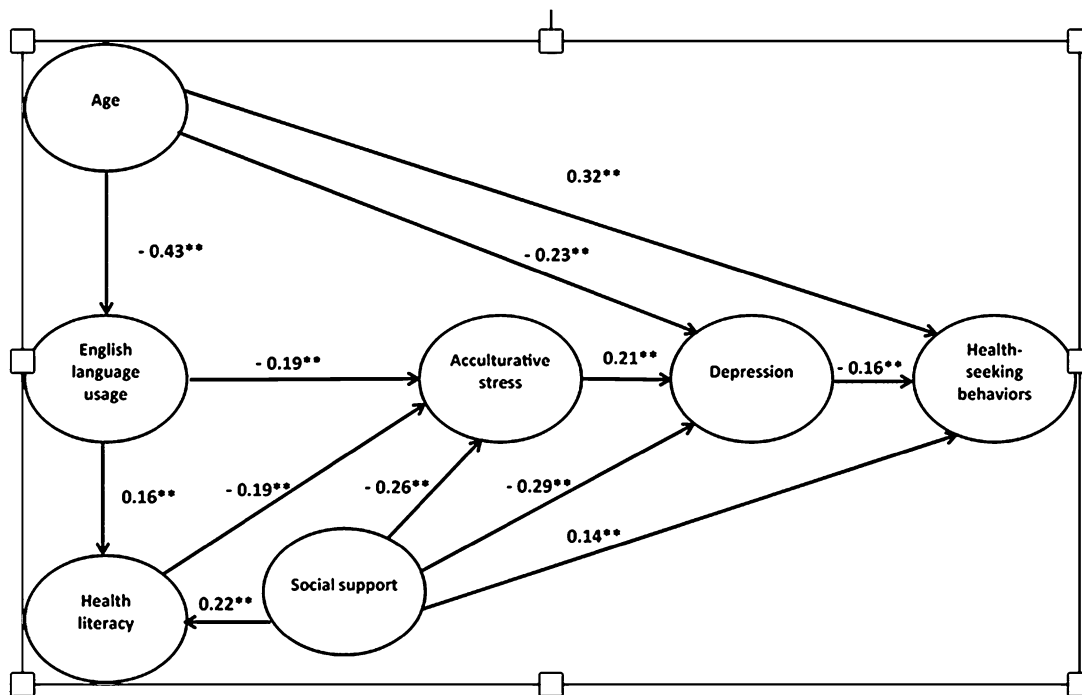 Age
0.32**
- 0.43**
- 0.23**
English
language
usage
- 0.19**
Acculturative
stress
0.21**
Depression
- 0.16**
Health-
seeking
behaviors
0.16**
- 0.19**
- 0.26**
- 0.29**
0.14**
Social support
Health
literacy
0.22**